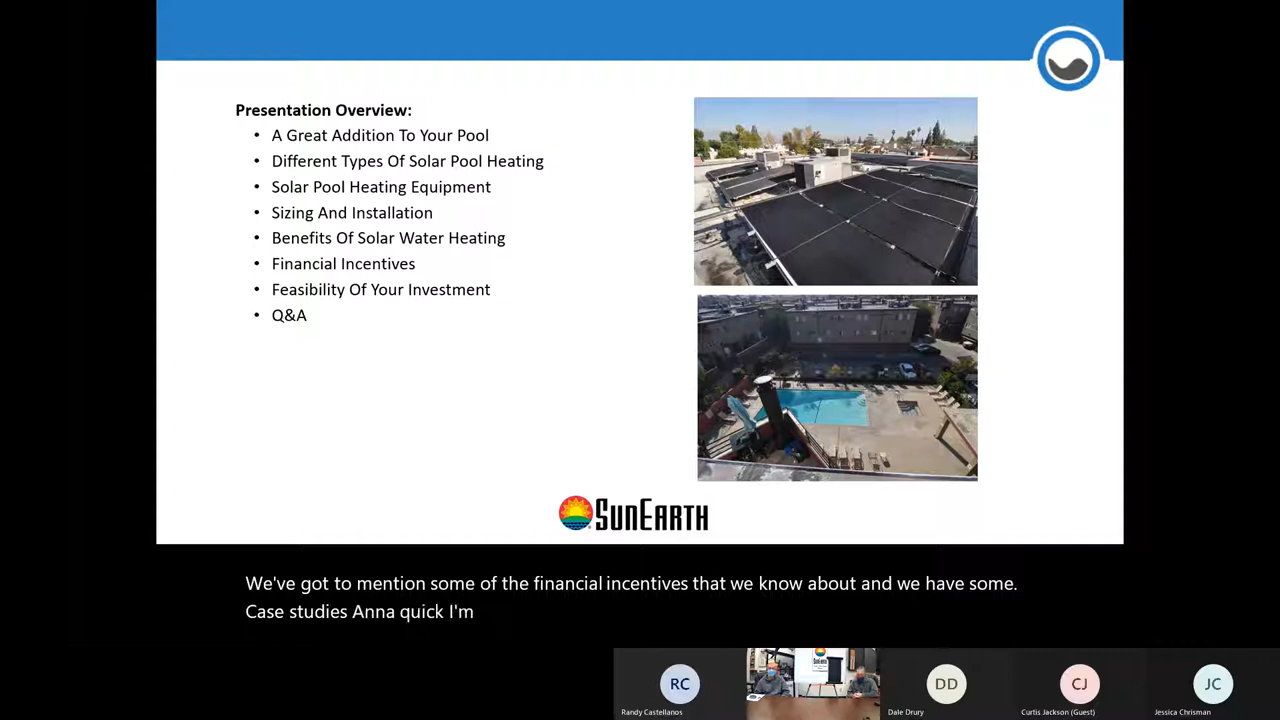 Presentation Overview:
• A Great Addition To Your Pool
• Different Types Of Solar Pool Heating
• Solar Pool Heating Equipment
• Sizing And Installation
• Benefits Of Solar Water Heating
• Financial Incentives
• Feasibility Of Your Investment
• Q&A
SUNEARTH
We've got to mention some of the financial incentives that we know about and we have some.
Case studies Anna quick I'm
RC
SunEarth
DD
CJ
JC
Randy Castellanos
Dale Drury
Curtis Jackson (Guest)
Jessica Chrisman